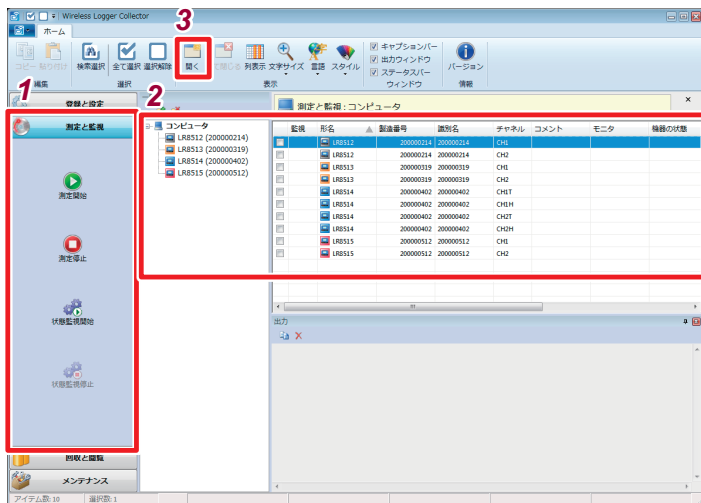 Wireless Logger Collector
ホーム
3
コピー 貼り付け 検索選択 全て選択 選択解除 開く 全て閉じる 列表示 文字サイズ 言語 スタイル バージョン
キャプションバー
出力ウィンドウ
ステータスバー
編集 選択 表示 ウィンドウ 情報
1
2
登録と設定
測定と監視
測定開始
測定停止
状態監視開始
状態監視停止
回収と閲覧
メンテナンス
コンピュータ
LR8512 (200000214)
LR8513 (200000319)
LR8514 (200000402)
LR8515 (200000512)
測定と監視 : コンピュータ
監視 形名 製造番号 識別名 チャネル コメント モニタ 機器の状態
LR8512 200000214 200000214 CH1
LR8512 200000214 200000214 CH2
LR8513 200000319 200000319 CH1
LR8513 200000319 200000319 CH2
LR8514 200000402 200000402 CH1T
LR8514 200000402 200000402 CH1H
LR8514 200000402 200000402 CH2T
LR8514 200000402 200000402 CH2H
LR8515 200000512 200000512 CH1
LR8515 200000512 200000512 CH2
出力
アイテム数: 10 選択数: 1